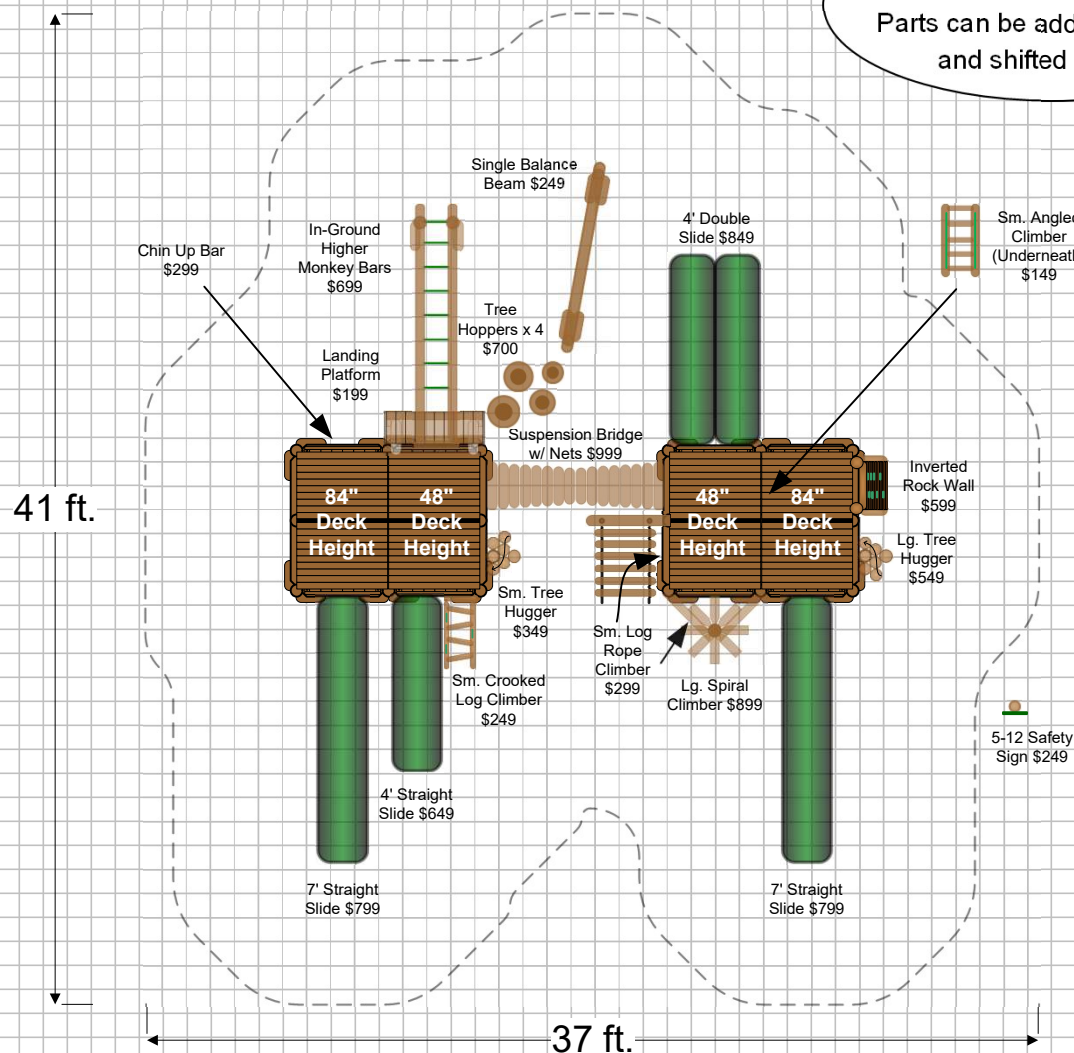 Parts can be add
and shifted
Single Balance
Beam $249
4' Double
Slide $849
Sm. Angled
Climber
(Underneath
$149
In-Ground
Higher
Monkey Bars
$699
Chin Up Bar
$299
Tree
Hoppers x 4
$700
Landing
Platform
$199
Suspension Bridge
w/ Nets $999
Inverted
Rock Wall
$599
84"
Deck
Height
48"
Deck
Height
48"
Deck
Height
84"
Deck
Height
41 ft.
Lg. Tree
Hugger
$549
Sm. Tree
Hugger
$349
Sm. Log
Rope
Climber
$299
Sm. Crooked
Log Climber
$249
Lg. Spiral
Climber $899
5-12 Safety
Sign $249
4' Straight
Slide $649
7' Straight
Slide $799
7' Straight
Slide $799
37 ft.